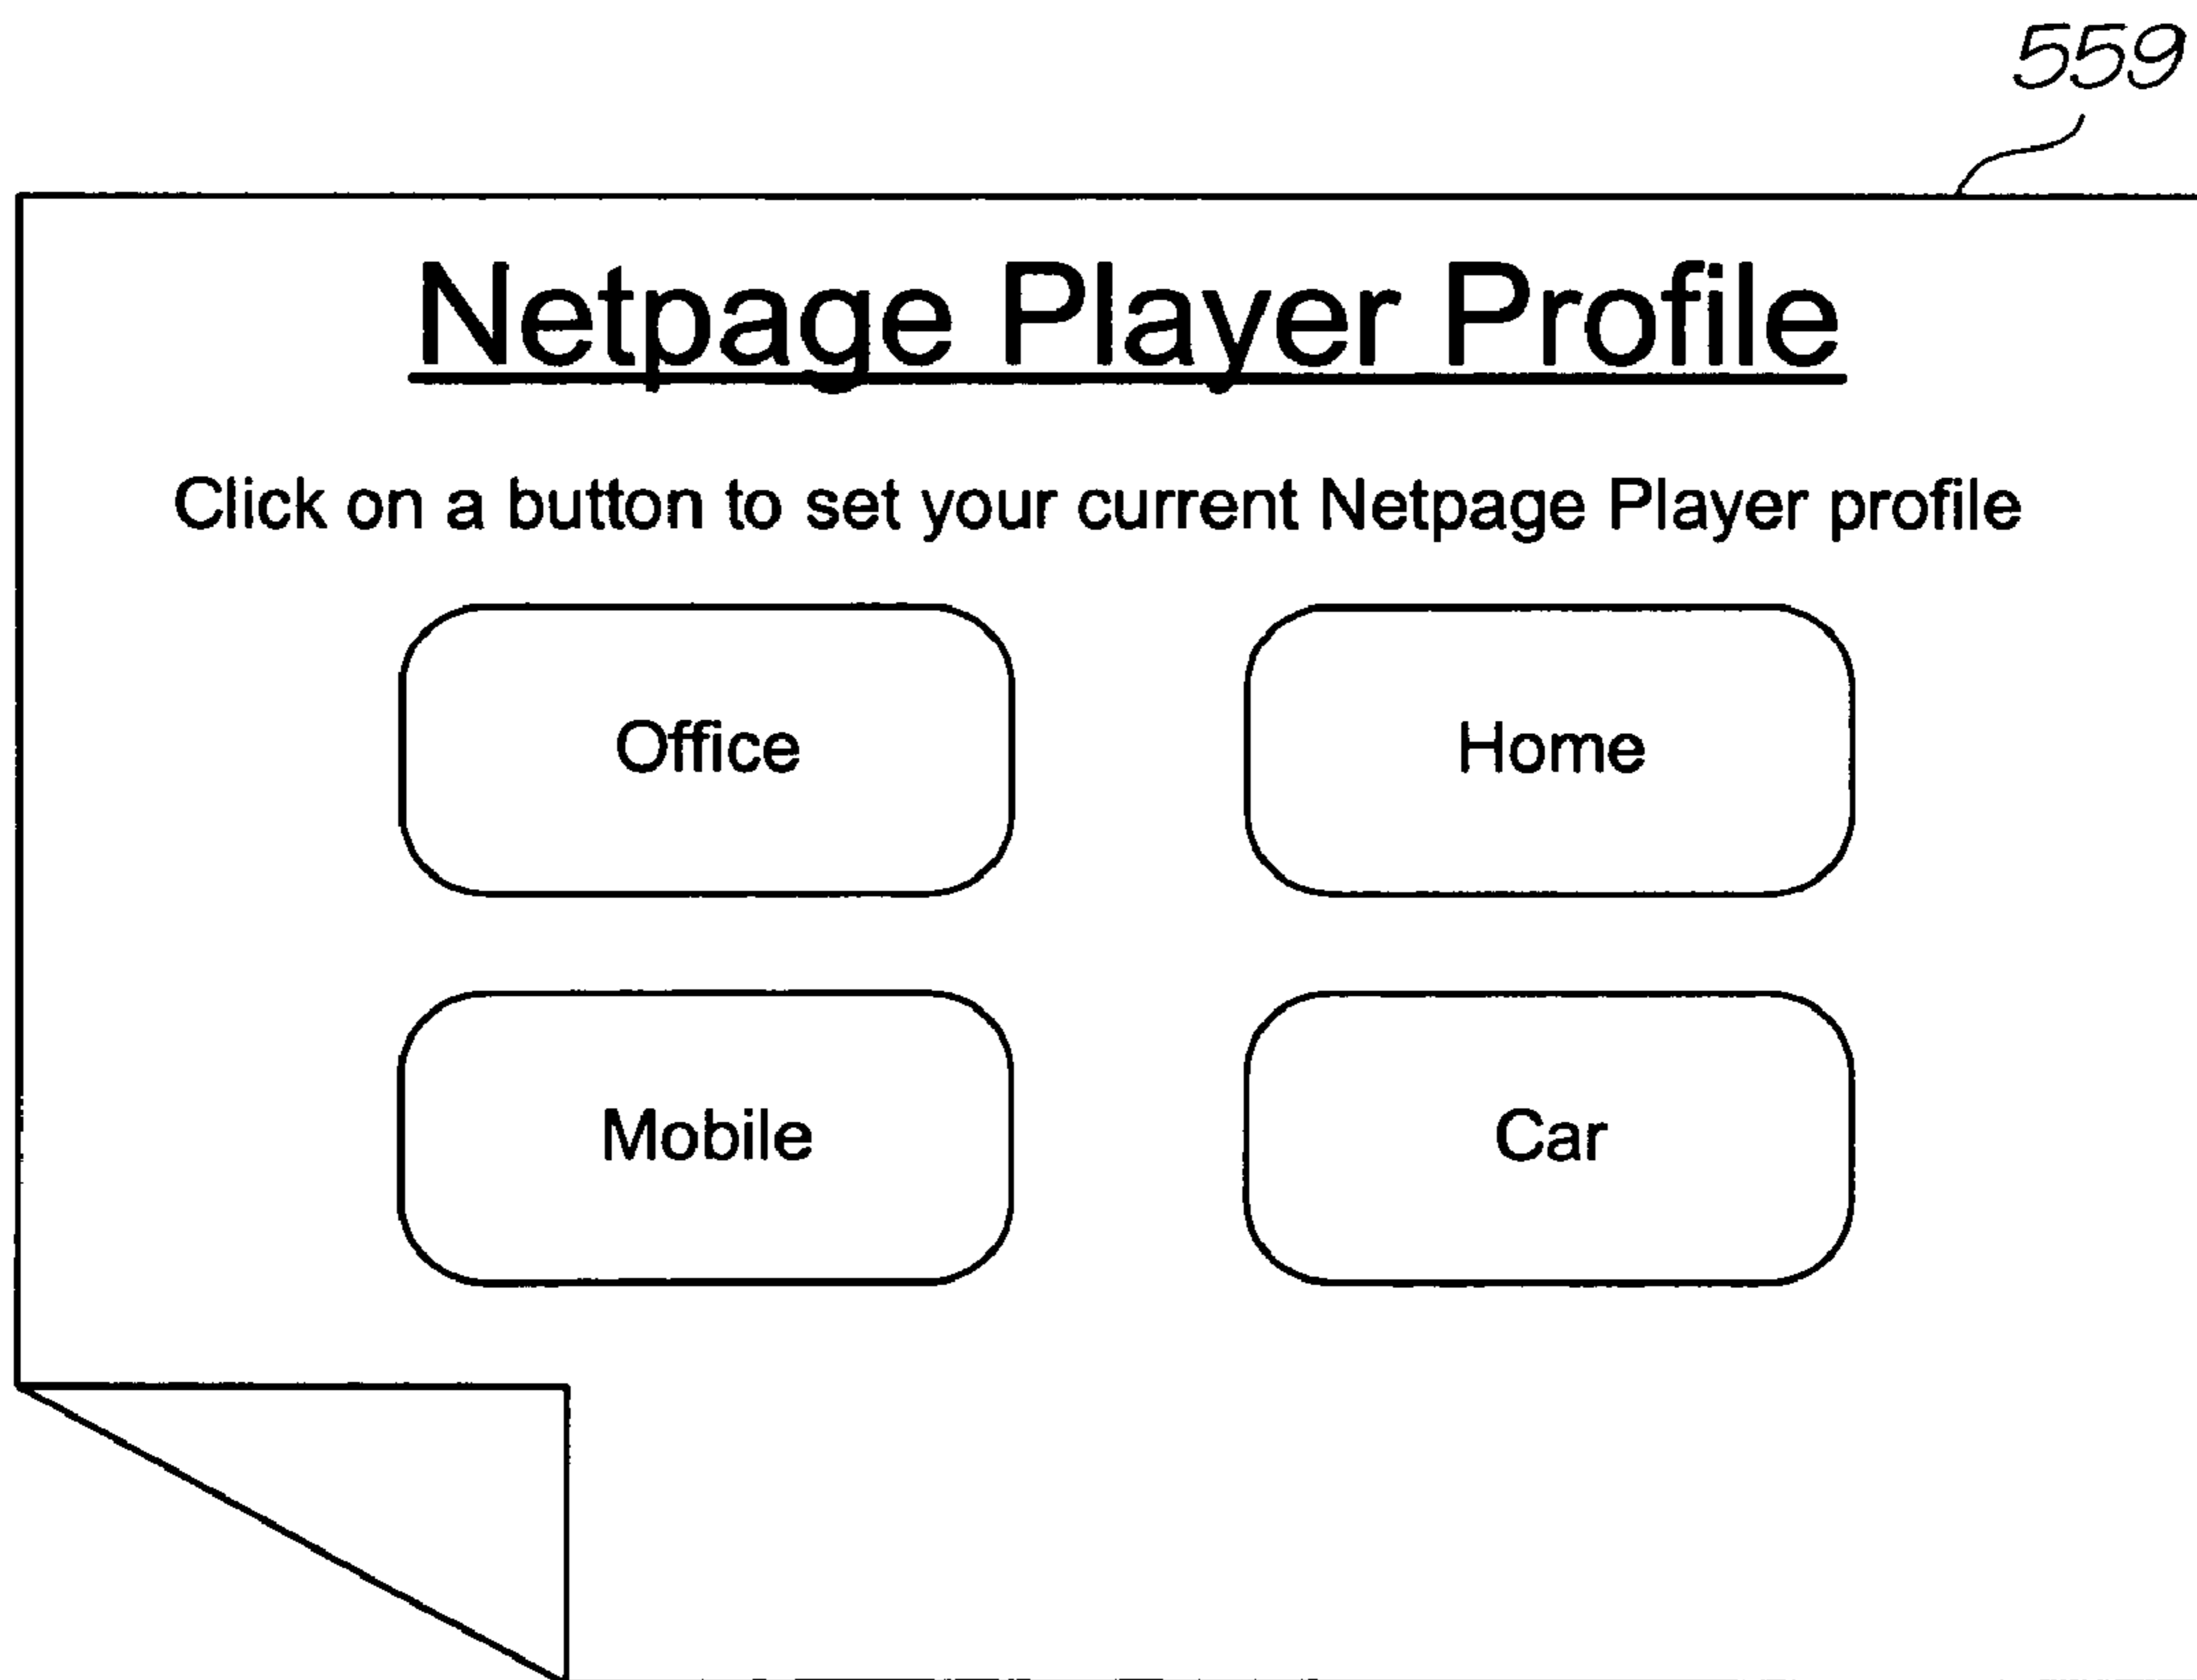 559
Netpage Player Profile
Click on a button to set your current Netpage Player profile
Office Home
Mobile Car